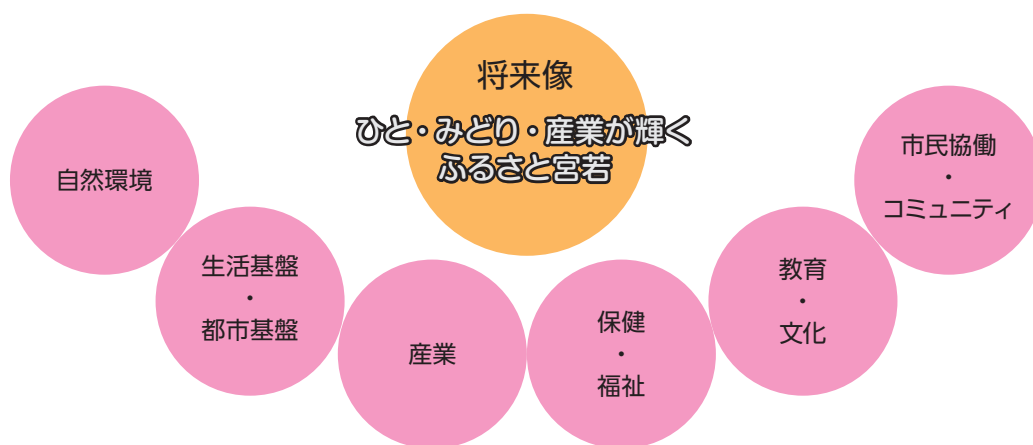 将来像
ひと・みどり・産業が輝く
ふるさと宮若
自然環境
生活基盤
・
都市基盤
産業
保健
・
福祉
教育
・
文化
市民協働
・
コミュニティ